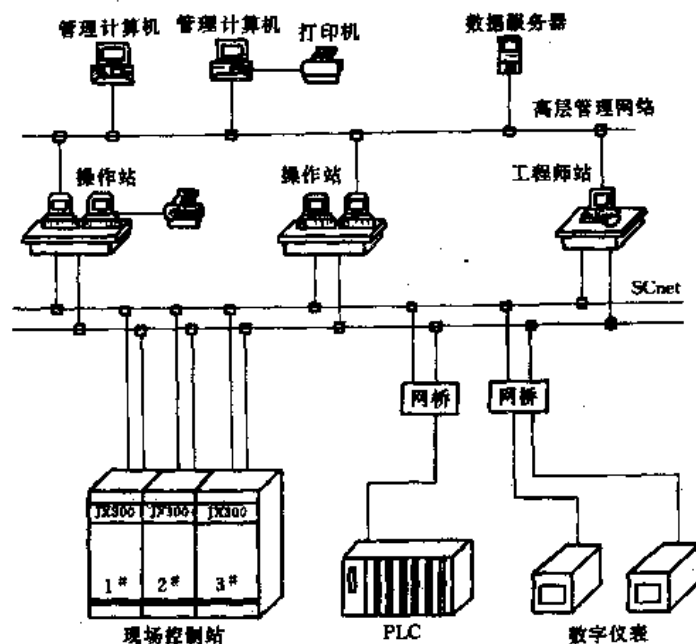 管理计算机
管理计算机
打印机
数据服务器
高层管理网络
操作站
操作站
工程师站
SCnet
网桥
网桥
JX300
JX300
JX300
1#
2#
3#
现场控制站
PLC
数字仪表